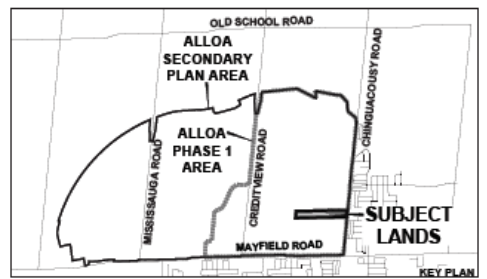 OLD SCHOOL ROAD
ALLOA
SECONDARY
PLAN AREA
CHINGUACOUSY ROAD
ALLOA
PHASE 1
AREA
MISSISSAUGA ROAD
CREDITVIEW ROAD
SUBJECT
LANDS
MAYFIELD ROAD
KEY PLAN